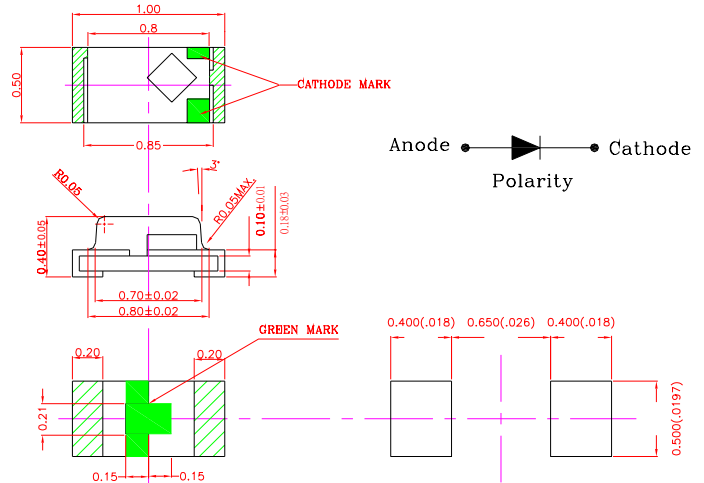 1.00
0.8
0.50
CATHODE MARK
0.85
Anode
Cathode
Polarity
R0.05
3°
R0.05MAX.
0.10±0.01
0.18±0.03
0.40±0.05
0.70±0.02
0.80±0.02
GREEN MARK
0.400(.018)
0.650(.026)
0.400(.018)
0.20
0.20
0.21
0.500(.0197)
0.15
0.15